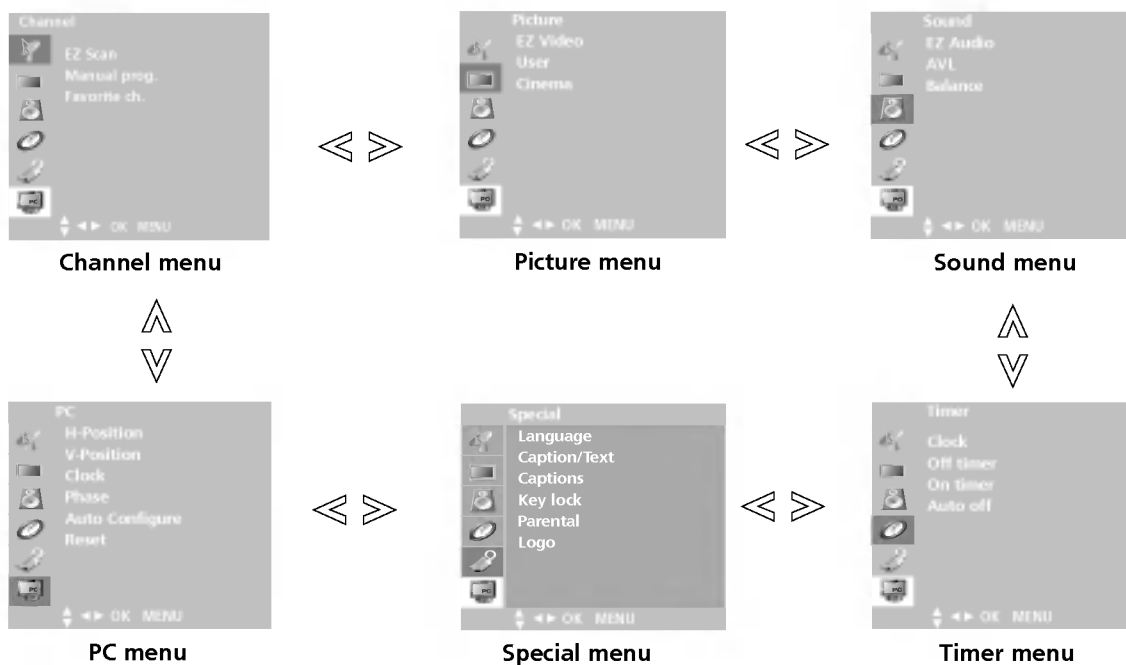 Channel
EZ Scan
Manual prog.
Favorite ch.
OK MENU
Channel menu
Picture
EZ Video
User
Cinema
OK MENU
Picture menu
Sound
EZ Audio
AVL
Balance
OK MENU
Sound menu
PC
H-Position
V-Position
Clock
Phase
Auto Configure
Reset
PC
OK MENU
PC menu
Special
Language
Caption/Text
Captions
Key lock
Parental
Logo
OK MENU
Special menu
Timer
Clock
Off timer
On timer
Auto off
OK MENU
Timer menu